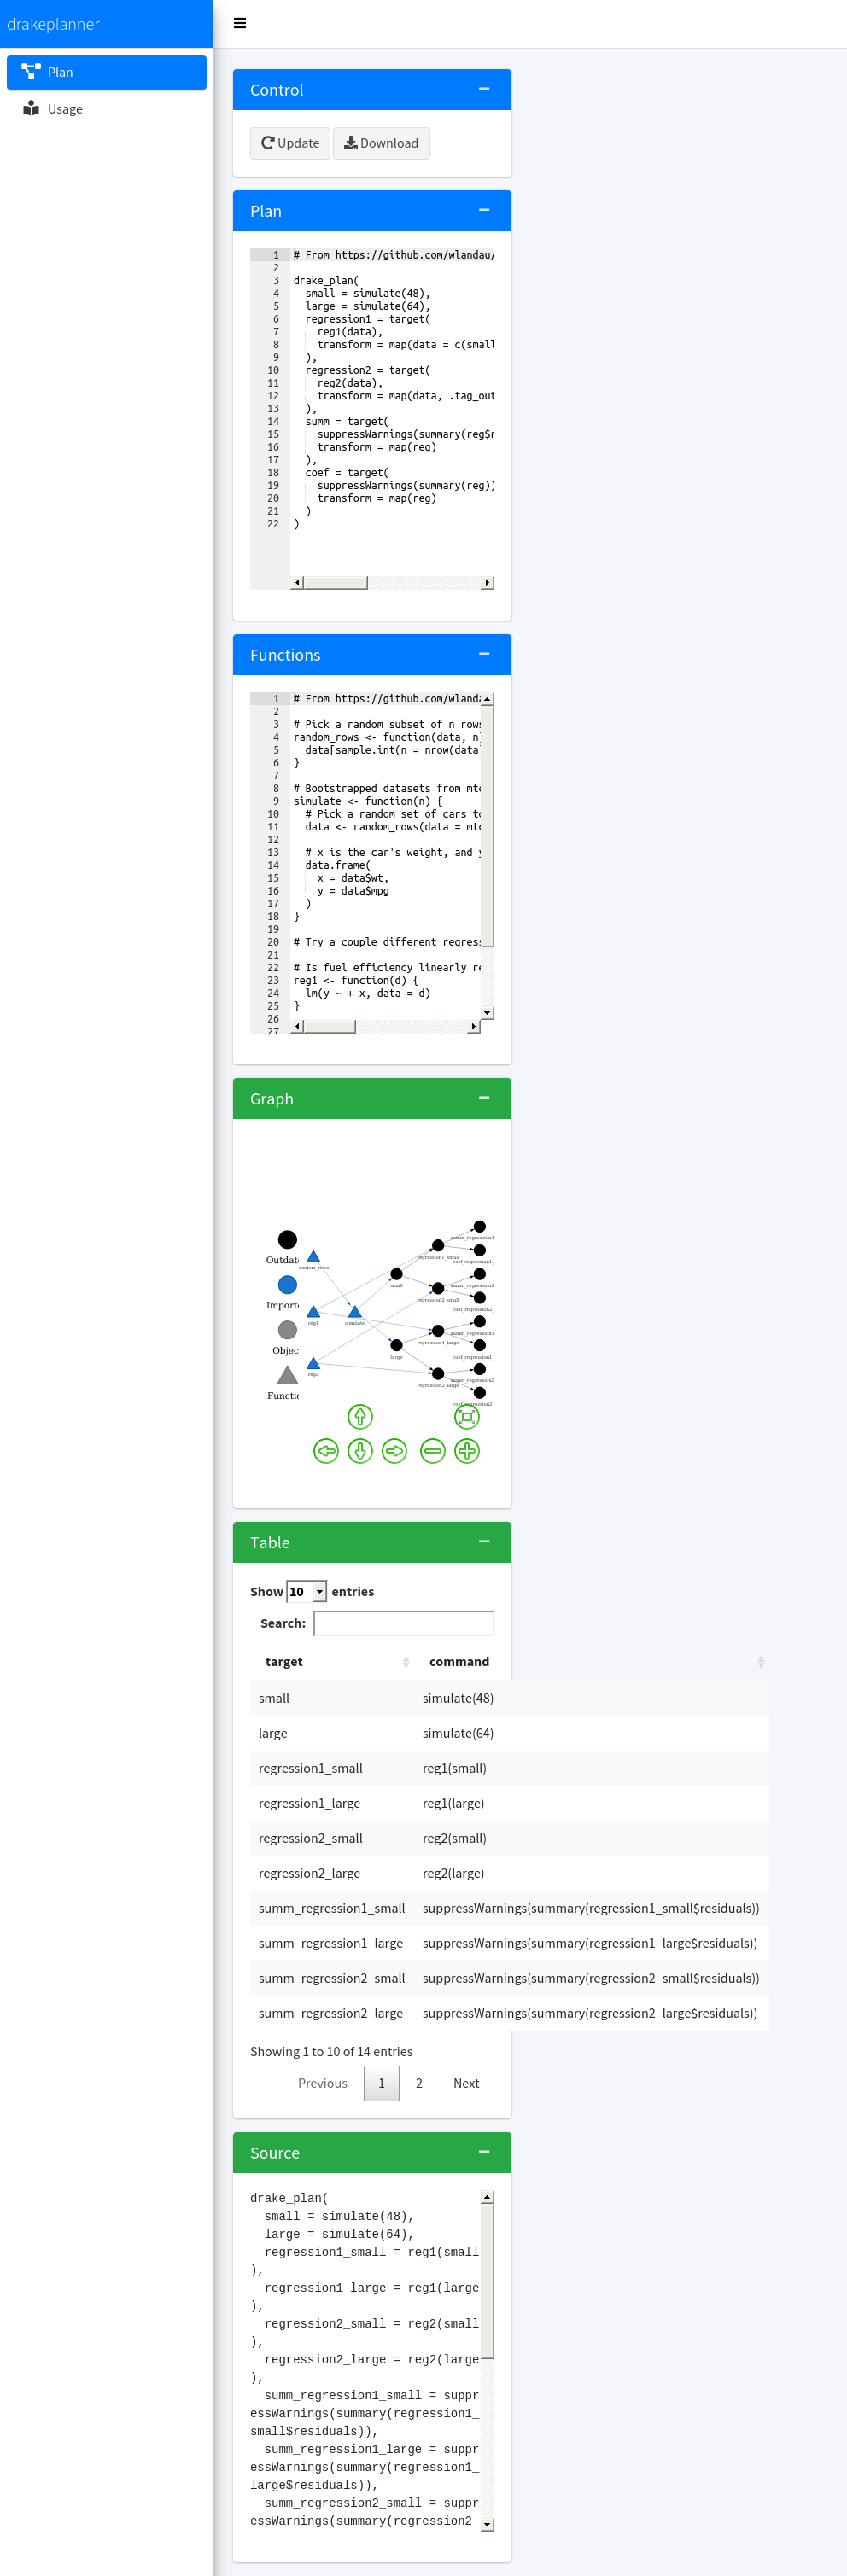 drakeplanner
Plan
Usage
Control
Update Download
Plan
1 # From https://github.com/wlandau/
2
3 drake_plan(
4 small = simulate(48),
5 large = simulate(64),
6 regression1 = target(
7 reg1(data),
8 transform = map(data = c(small
9 ),
10 regression2 = target(
11 reg2(data),
12 transform = map(data, .tag_out
13 ),
14 summ = target(
15 suppressWarnings(summary(reg$r
16 transform = map(reg)
17 ),
18 coef = target(
19 suppressWarnings(summary(reg))
20 transform = map(reg)
21 )
22 )
Functions
1 # From https://github.com/wlanda
2
3 # Pick a random subset of n rows
4 random_rows <- function(data, n)
5 data[sample.int(n = nrow(data)
6 }
7
8 # Bootstrapped datasets from mtc
9 simulate <- function(n) {
10 # Pick a random set of cars to
11 data <- random_rows(data = mtc
12
13 # x is the car's weight, and y
14 data.frame(
15 x = data$wt,
16 y = data$mpg
17 )
18 }
19
20 # Try a couple different regress
21
22 # Is fuel efficiency linearly re
23 reg1 <- function(d) {
24 lm(y ~ + x, data = d)
25 }
26
27
Graph
Outdat
Importe
Objec
Functio
random_rows
reg1
reg2
simulate
small
large
regression1_small
regression2_small
regression1_large
regression2_large
summ_regression1
coef_regression1_
summ_regression2
coef_regression2_
summ_regression1
coef_regression1_
summ_regression2
coef_regression2_
Table
Show 10 entries
Search:
target command
small simulate(48)
large simulate(64)
regression1_small reg1(small)
regression1_large reg1(large)
regression2_small reg2(small)
regression2_large reg2(large)
summ_regression1_small suppressWarnings(summary(regression1_small$residuals))
summ_regression1_large suppressWarnings(summary(regression1_large$residuals))
summ_regression2_small suppressWarnings(summary(regression2_small$residuals))
summ_regression2_large suppressWarnings(summary(regression2_large$residuals))
Showing 1 to 10 of 14 entries
Previous 1 2 Next
Source
drake_plan(
small = simulate(48),
large = simulate(64),
regression1_small = reg1(small
),
regression1_large = reg1(large
),
regression2_small = reg2(small
),
regression2_large = reg2(large
),
summ_regression1_small = suppr
essWarnings(summary(regression1_
small$residuals)),
summ_regression1_large = suppr
essWarnings(summary(regression1_
large$residuals)),
summ_regression2_small = suppr
essWarnings(summary(regression2_